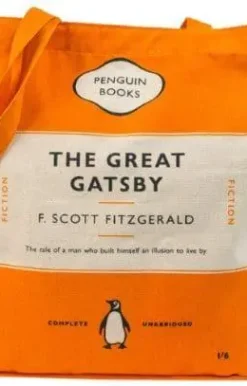 PENGUIN
BOOKS
THE GREAT
GATSBY
FICTION
FICTION
F. SCOTT FITZGERALD
The tale of a man who built himself an illusion to live by
COMPLETE UNABRIDGED
1/6